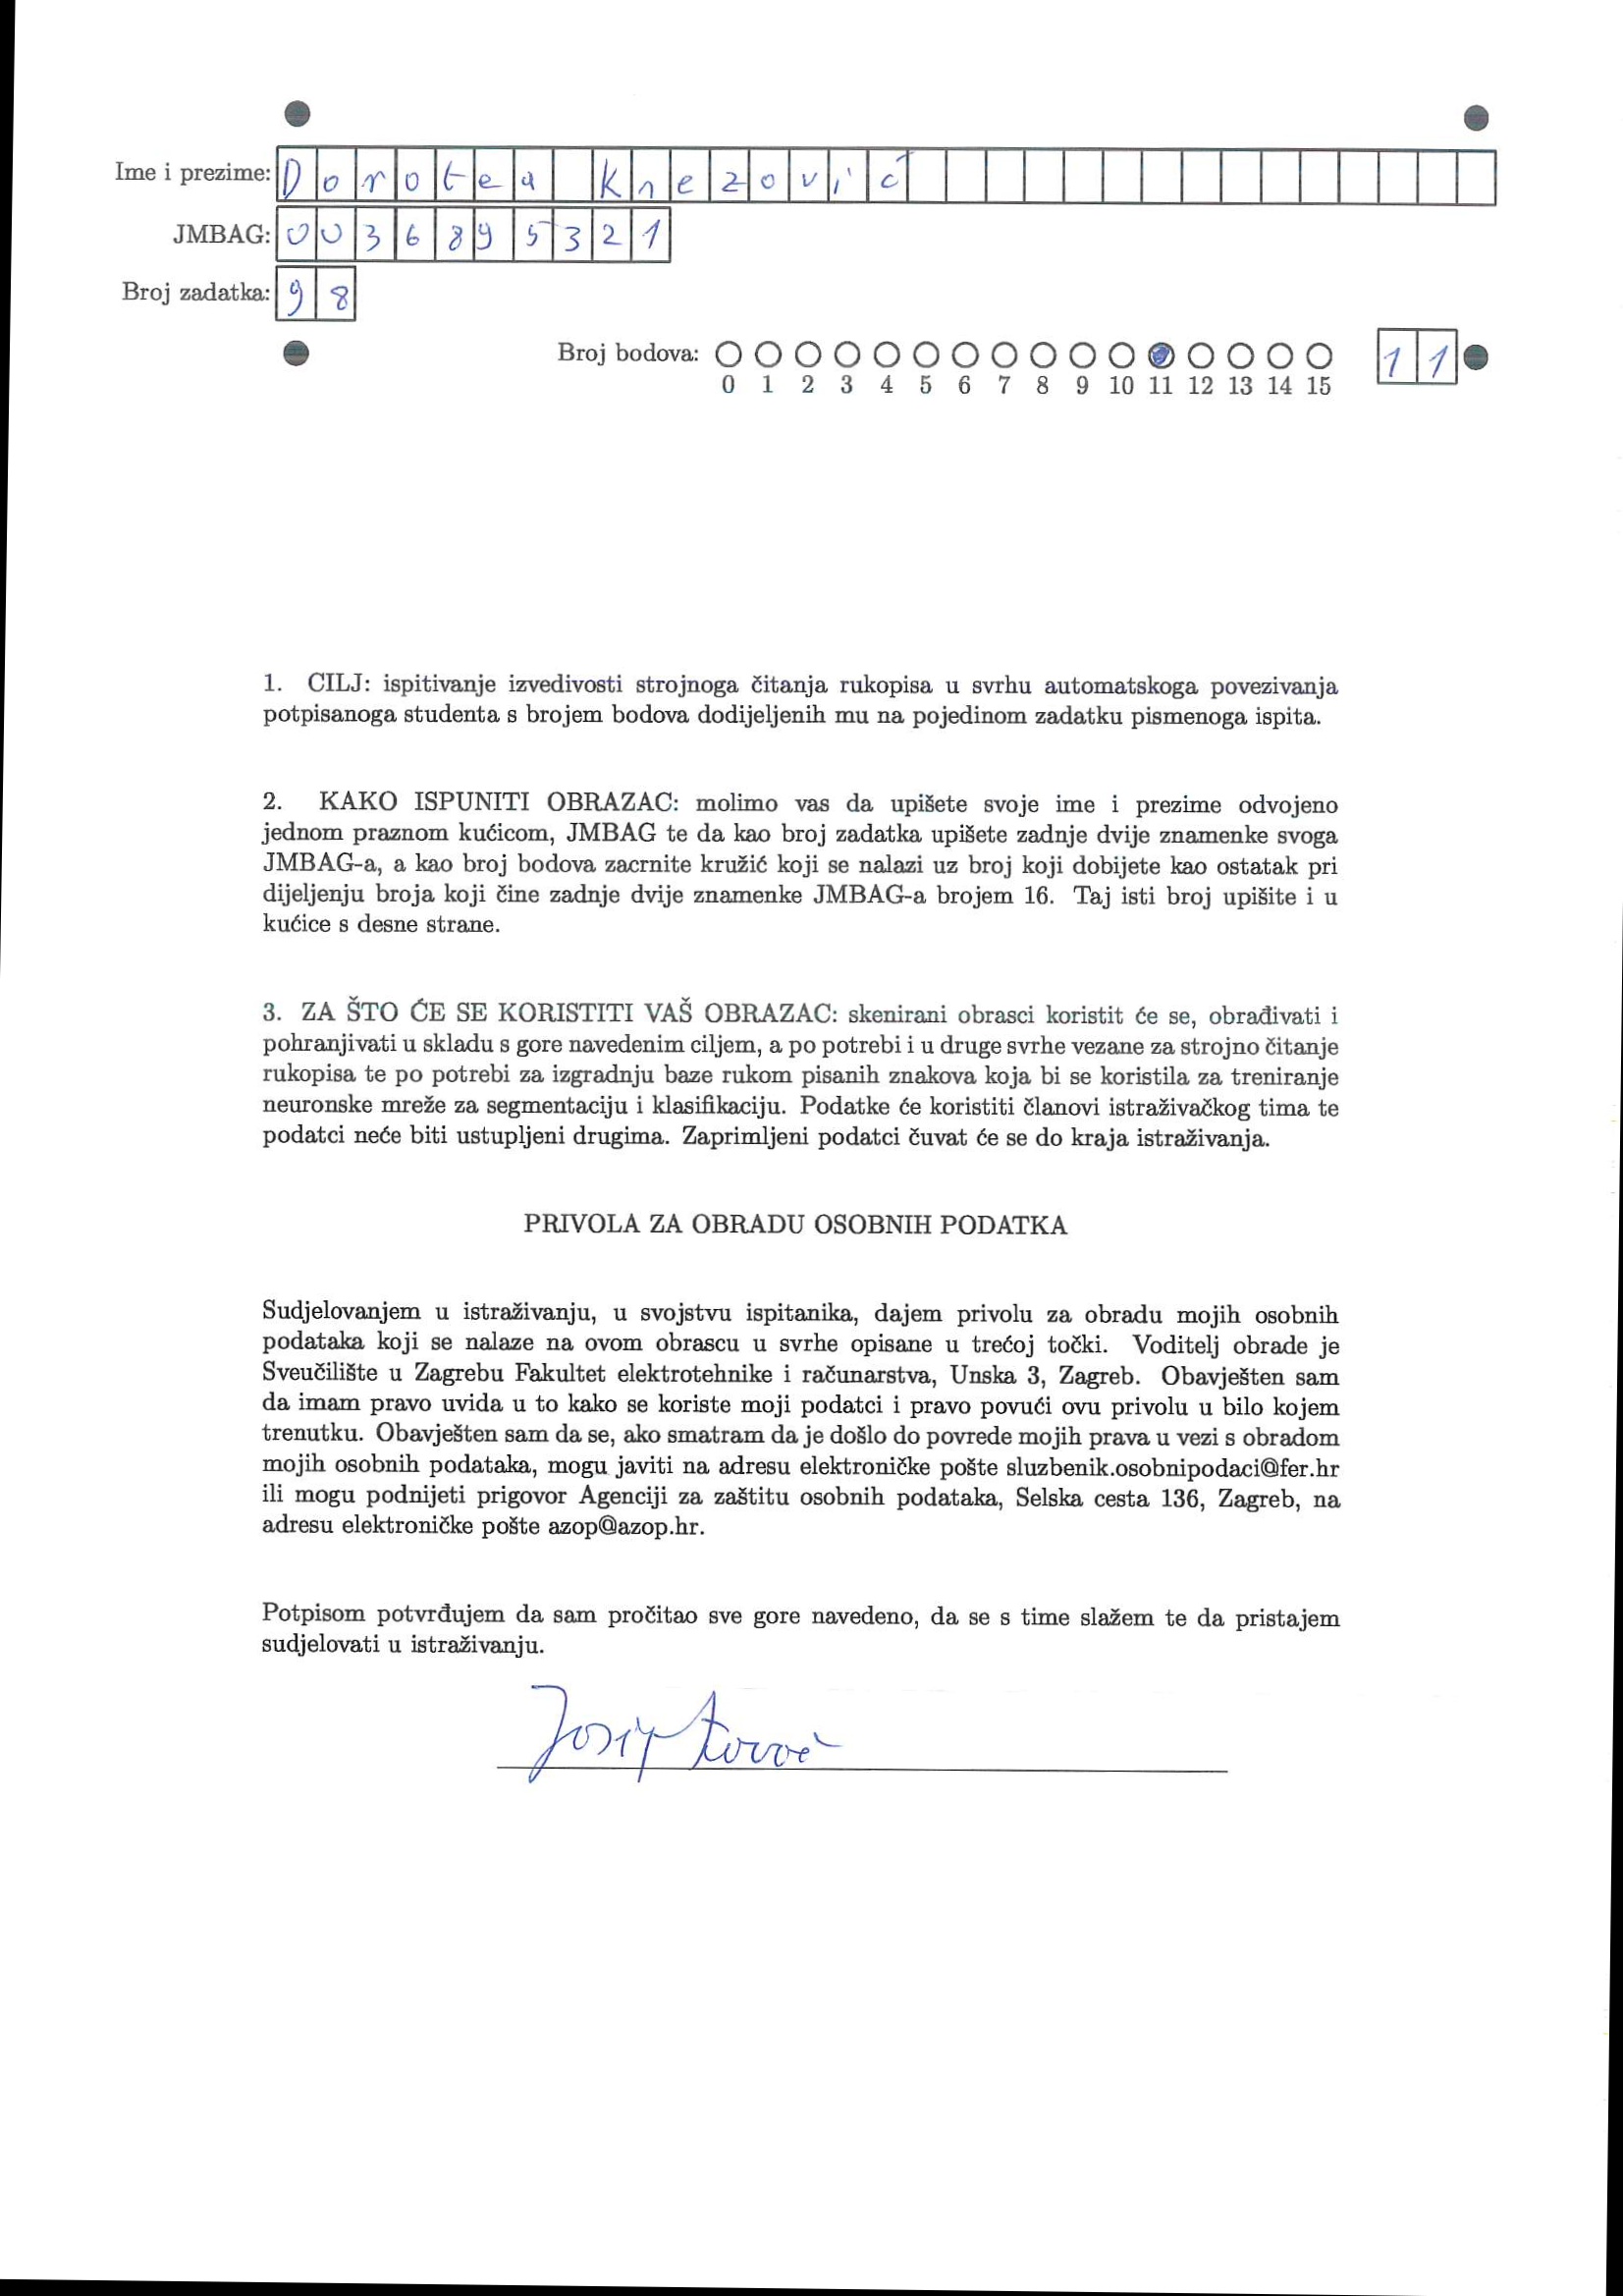 Ime i prezime: Dorotea Knezović
JMBAG: 0036895321
Broj zadatka: 98
Broj bodova: 11
0 1 2 3 4 5 6 7 8 9 10 11 12 13 14 15
1. CILJ: ispitivanje izvedivosti strojnoga čitanja rukopisa u svrhu automatskoga povezivanja
potpisanoga studenta s brojem bodova dodijeljenih mu na pojedinom zadatku pismenoga ispita.
2. KAKO ISPUNITI OBRAZAC: molimo vas da upišete svoje ime i prezime odvojeno
jednom praznom kućicom, JMBAG te da kao broj zadatka upišete zadnje dvije znamenke svoga
JMBAG-a, a kao broj bodova zacrnite kružić koji se nalazi uz broj koji dobijete kao ostatak pri
dijeljenju broja koji čine zadnje dvije znamenke JMBAG-a brojem 16. Taj isti broj upišite i u
kućice s desne strane.
3. ZA ŠTO ĆE SE KORISTITI VAŠ OBRAZAC: skenirani obrasci koristit će se, obrađivati i
pohranjivati u skladu s gore navedenim ciljem, a po potrebi i u druge svrhe vezane za strojno čitanje
rukopisa te po potrebi za izgradnju baze rukom pisanih znakova koja bi se koristila za treniranje
neuronske mreže za segmentaciju i klasifikaciju. Podatke će koristiti članovi istraživačkog tima te
podatci neće biti ustupljeni drugima. Zaprimljeni podatci čuvat će se do kraja istraživanja.
PRIVOLA ZA OBRADU OSOBNIH PODATKA
Sudjelovanjem u istraživanju, u svojstvu ispitanika, dajem privolu za obradu mojih osobnih
podataka koji se nalaze na ovom obrascu u svrhe opisane u trećoj točki. Voditelj obrade je
Sveučilište u Zagrebu Fakultet elektrotehnike i računarstva, Unska 3, Zagreb. Obavješten sam
da imam pravo uvida u to kako se koriste moji podatci i pravo povući ovu privolu u bilo kojem
trenutku. Obavješten sam da se, ako smatram da je došlo do povrede mojih prava u vezi s obradom
mojih osobnih podataka, mogu javiti na adresu elektroničke pošte sluzbenik.osobnipodaci@fer.hr
ili mogu podnijeti prigovor Agenciji za zaštitu osobnih podataka, Selska cesta 136, Zagreb, na
adresu elektroničke pošte azop@azop.hr.
Potpisom potvrđujem da sam pročitao sve gore navedeno, da se s time slažem te da pristajem
sudjelovati u istraživanju.
Josip